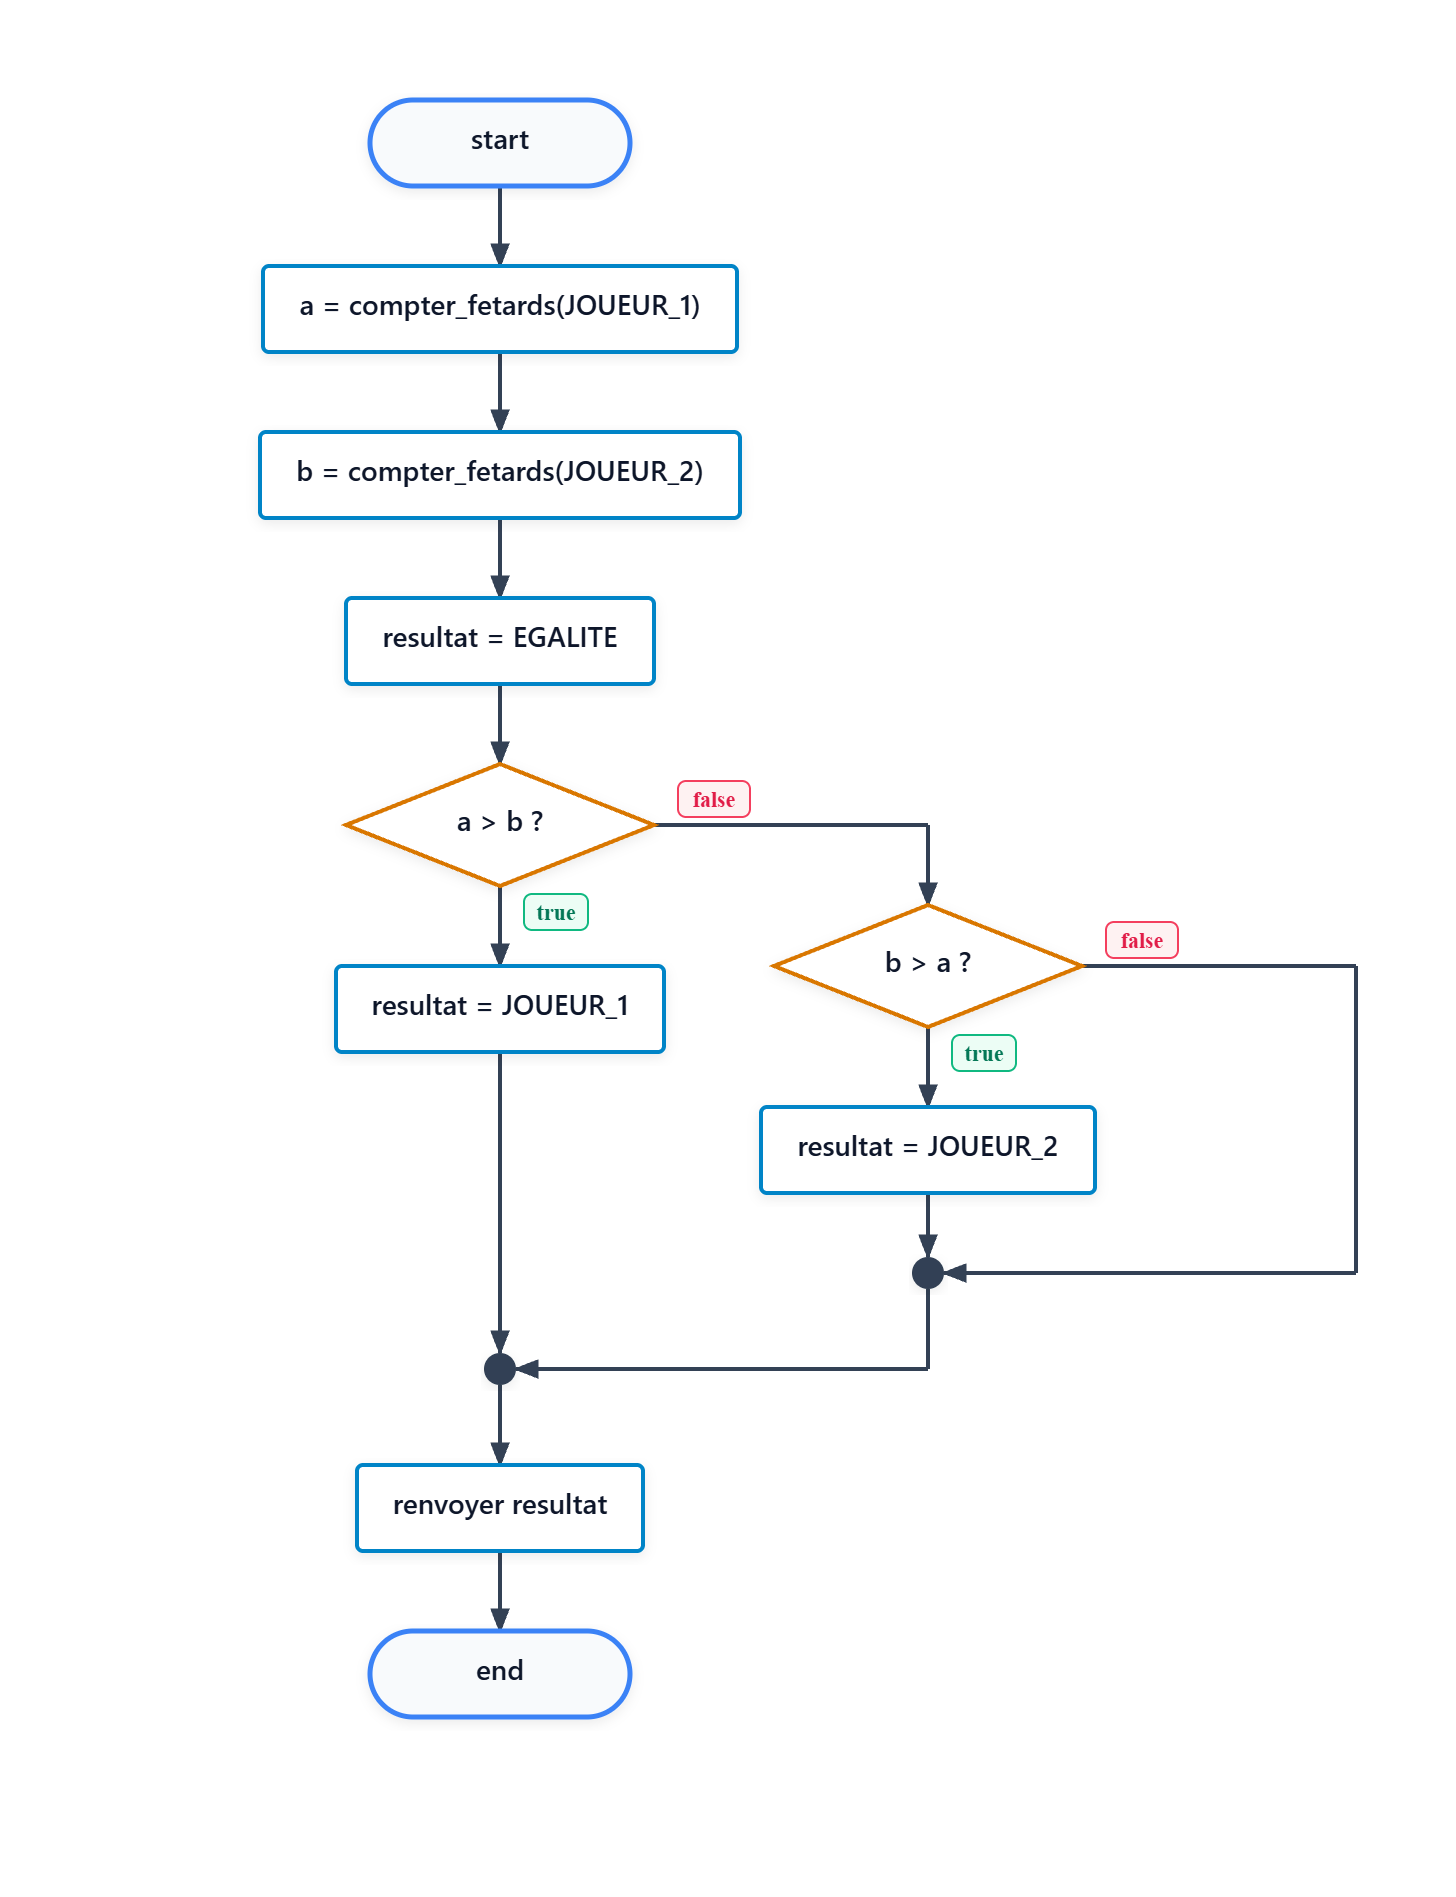 start
a = compter_fetards(JOUEUR_1)
b = compter_fetards(JOUEUR_2)
resultat = EGALITE
a > b ?
false
true
b > a ?
false
resultat = JOUEUR_1
true
resultat = JOUEUR_2
renvoyer resultat
end